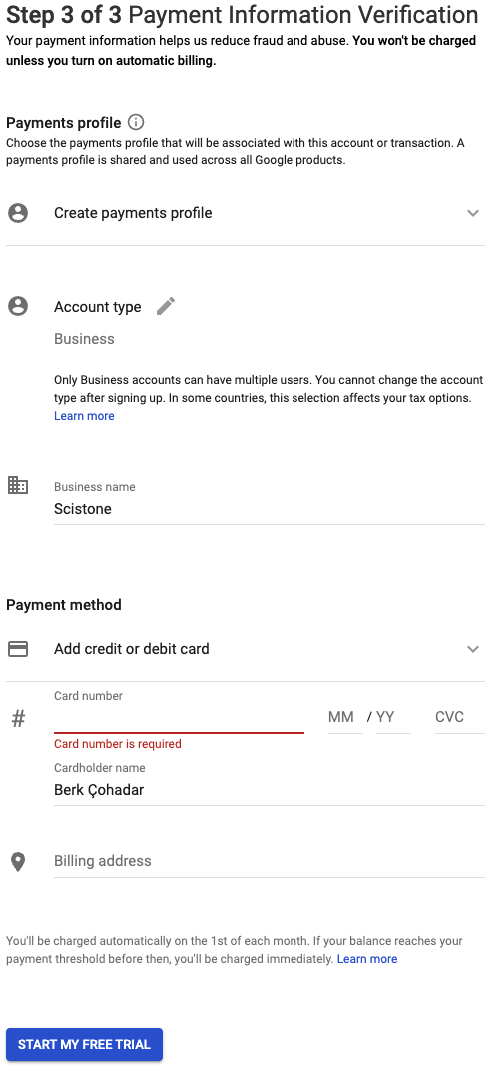 Step 3 of 3 Payment Information Verification
Your payment information helps us reduce fraud and abuse. You won't be charged
unless you turn on automatic billing.
Payments profile
Choose the payments profile that will be associated with this account or transaction. A
payments profile is shared and used across all Google products.
Create payments profile
Account type
Business
Only Business accounts can have multiple users. You cannot change the account
type after signing up. In some countries, this selection affects your tax options.
Learn more
Business name
Scistone
Payment method
Add credit or debit card
Card number
# MM / YY CVC
Card number is required
Cardholder name
Berk Çohadar
Billing address
You'll be charged automatically on the 1st of each month. If your balance reaches your
payment threshold before then, you'll be charged immediately. Learn more
START MY FREE TRIAL